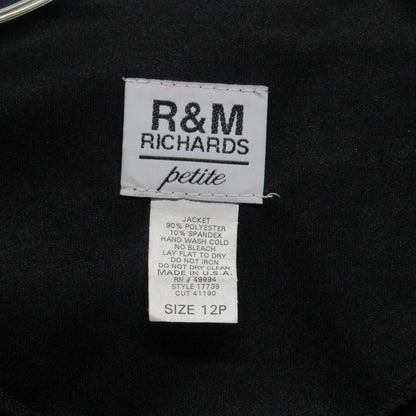 R&M
RICHARDS
petite
JACKET
90% POLYESTER
10% SPANDEX
HAND WASH COLD
NO BLEACH
LAY FLAT TO DRY
DO NOT IRON
DO NOT DRY CLEAN
MADE IN U.S.A.
RN # 49994
STYLE 17739
CUT 41190
SIZE 12P